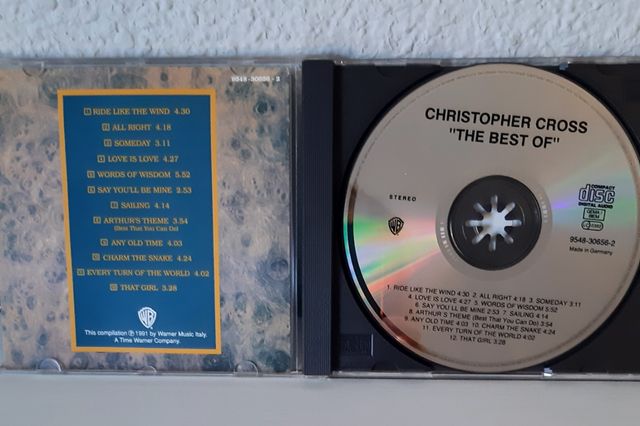 9548-30656-2
1 RIDE LIKE THE WIND 4.30
2 ALL RIGHT 4.18
3 SOMEDAY 3.11
4 LOVE IS LOVE 4.27
5 WORDS OF WISDOM 5.52
6 SAY YOU'LL BE MINE 2.53
7 SAILING 4.14
8 ARTHUR'S THEME 3.54
(Best That You Can Do)
9 ANY OLD TIME 4.03
10 CHARM THE SNAKE 4.24
11 EVERY TURN OF THE WORLD 4.02
12 THAT GIRL 3.28
WB
This compilation ℗ 1991 by Warner Music Italy.
A Time Warner Company.
CHRISTOPHER CROSS
"THE BEST OF"
STEREO
WB
COMPACT
disc
DIGITAL AUDIO
GEMA
BIEM
9548-30656-2
Made in Germany
1. RIDE LIKE THE WIND 4:30 2. ALL RIGHT 4:18 3. SOMEDAY 3:11
4. LOVE IS LOVE 4:27 5. WORDS OF WISDOM 5:52
6. SAY YOU LL BE MINE 2:53 7. SAILING 4:14
8. ARTHUR'S THEME (Best That You Can Do) 3:54
9. ANY OLD TIME 4:03 10. CHARM THE SNAKE 4:24
11. EVERY TURN OF THE WORLD 4:02
12. THAT GIRL 3:28